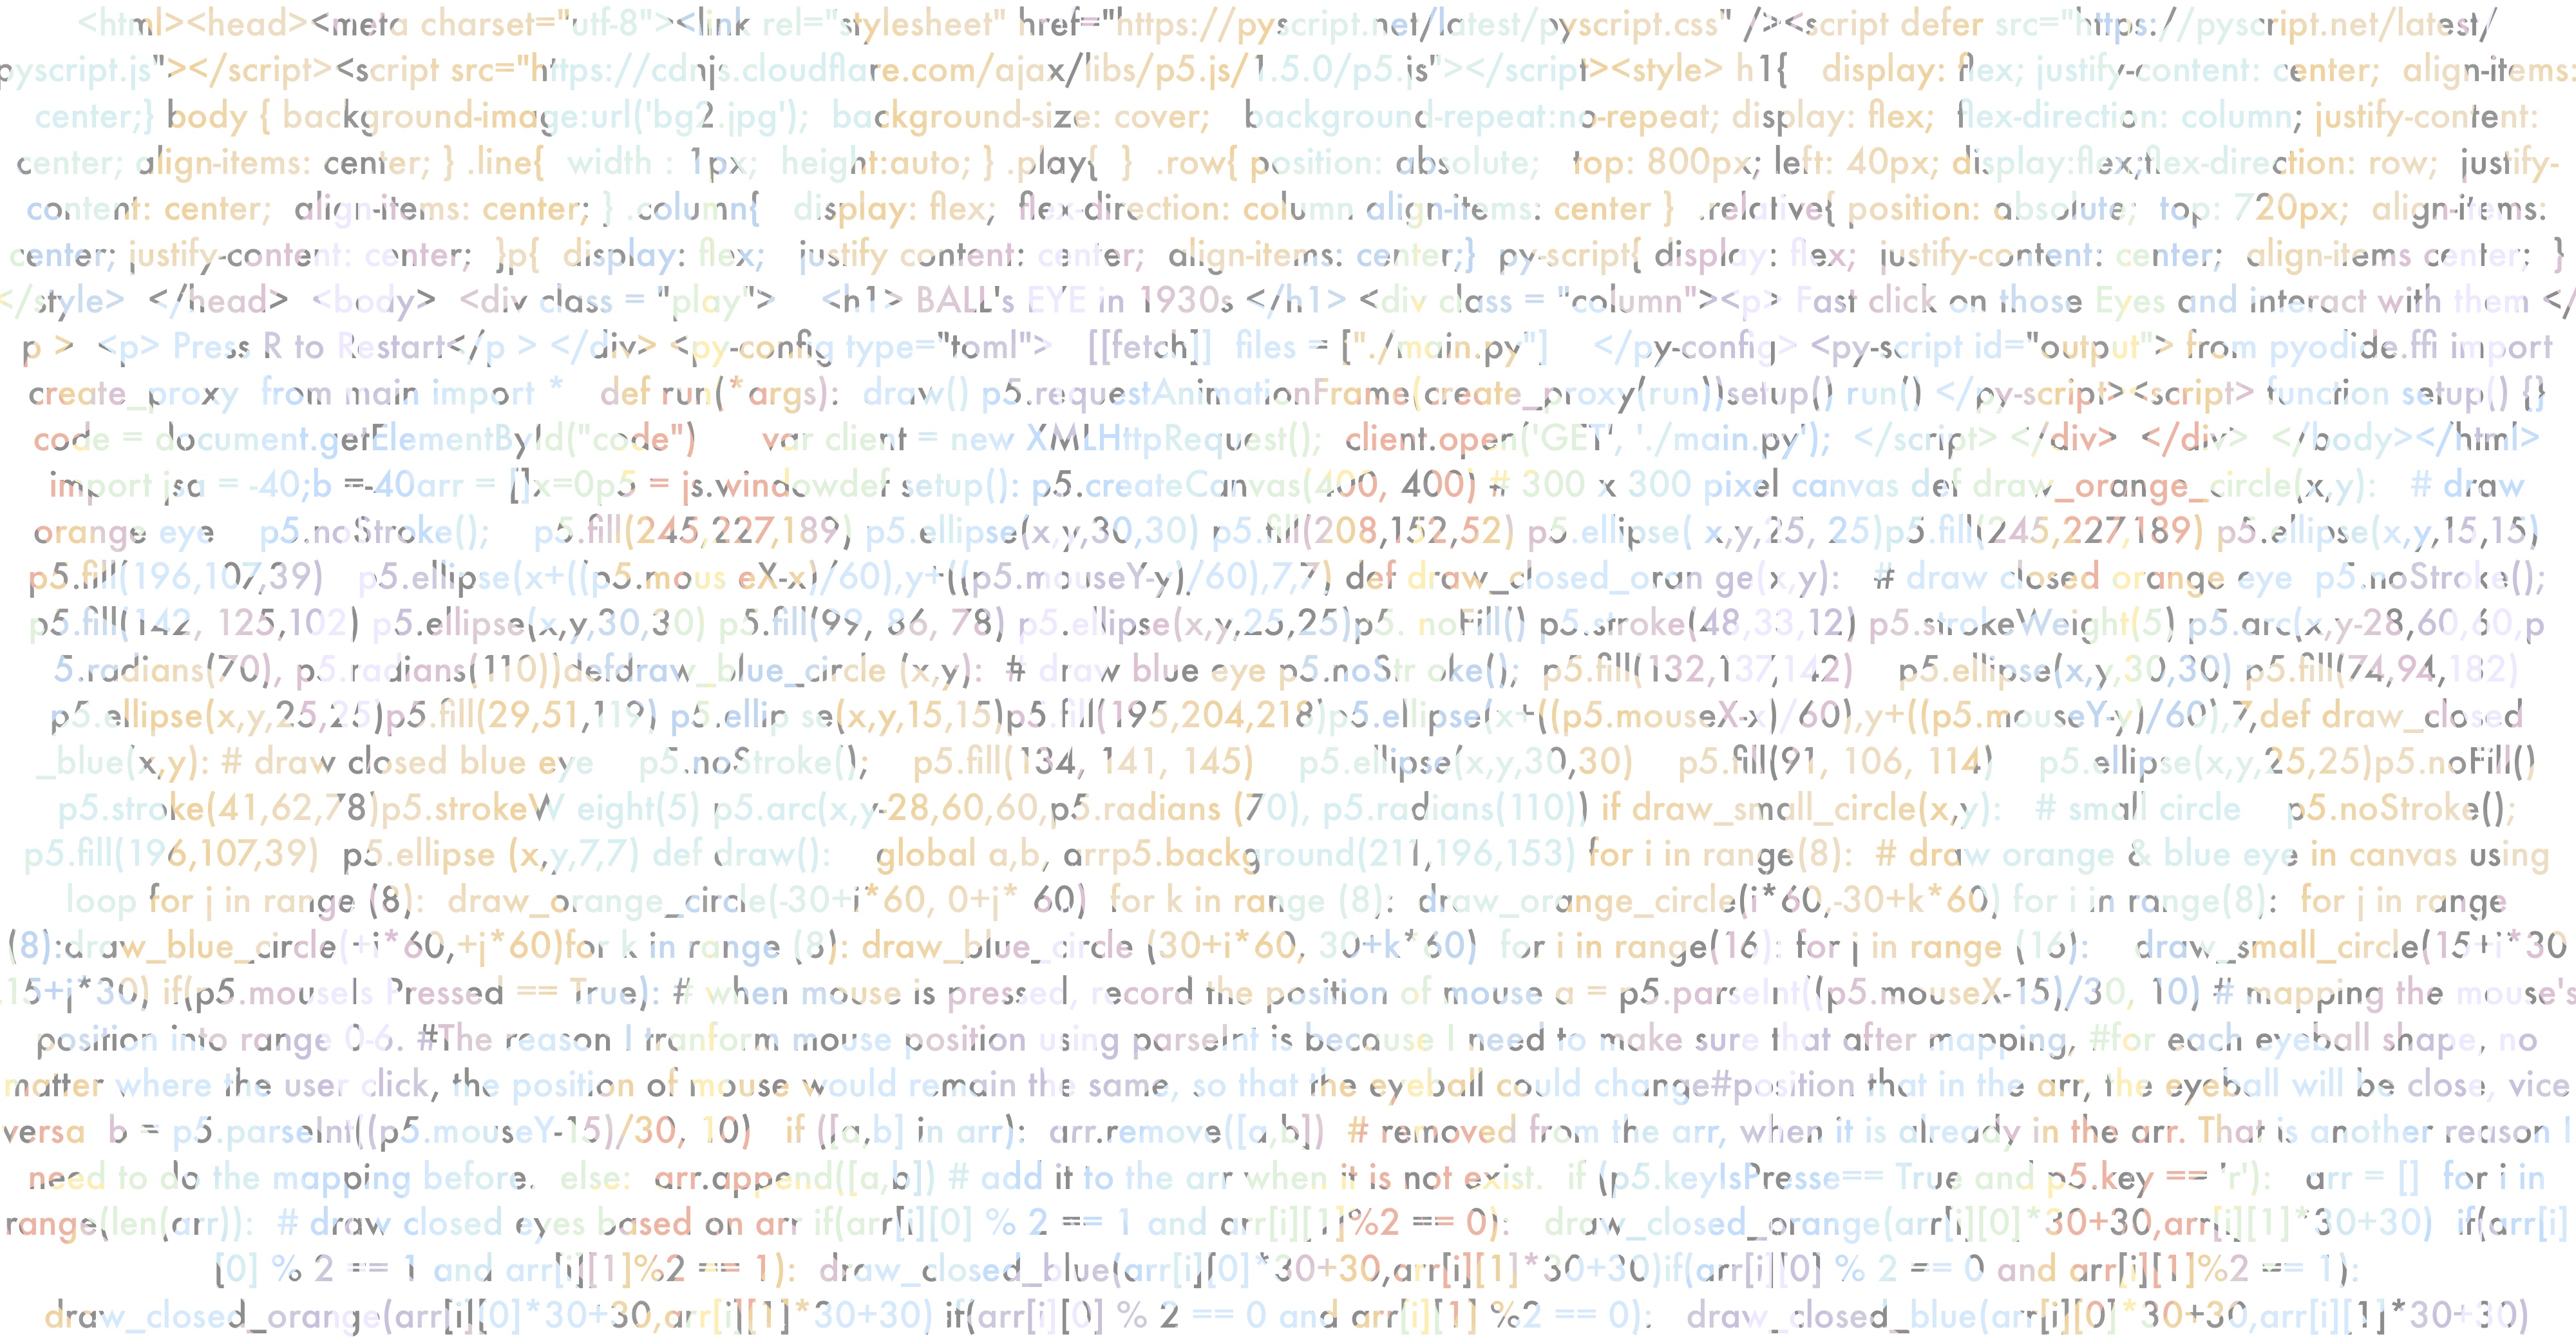 <html><head><meta charset="utf-8"><link rel="stylesheet" href="https://pyscript.net/latest/pyscript.css" /><script defer src="https://pyscript.net/latest/
pyscript.js"></script><script src="https://cdnjs.cloudflare.com/ajax/libs/p5.js/1.5.0/p5.js"></script><style> h1{ display: flex; justify-content: center; align-items:
center;} body { background-image:url('bg2.jpg'); background-size: cover; background-repeat:no-repeat; display: flex; flex-direction: column; justify-content:
center; align-items: center; } .line{ width : 1px; height:auto; } .play{ } .row{ position: absolute; top: 800px; left: 40px; display:flex;flex-direction: row; justify-
content: center; align-items: center; } .column{ display: flex; flex-direction: column align-items: center } .relative{ position: absolute; top: 720px; align-items:
center; justify-content: center; }p{ display: flex; justify content: center; align-items: center;} py-script{ display: flex; justify-content: center; align-items center; }
</style> </head> <body> <div class = "play"> <h1> BALL's EYE in 1930s </h1> <div class = "column"><p> Fast click on those Eyes and interact with them </
p > <p> Press R to Restart</p > </div> <py-config type="toml"> [[fetch]] files = ["./main.py"] </py-config> <py-script id="output"> from pyodide.ffi import
create_proxy from main import * def run(*args): draw() p5.requestAnimationFrame(create_proxy(run))setup() run() </py-script><script> function setup() {}
code = document.getElementById("code") var client = new XMLHttpRequest(); client.open('GET', './main.py'); </script> </div> </div> </body></html>
import jsa = -40;b =-40arr = []x=0p5 = js.windowdef setup(): p5.createCanvas(400, 400) # 300 x 300 pixel canvas def draw_orange_circle(x,y): # draw
orange eye p5.noStroke(); p5.fill(245,227,189) p5.ellipse(x,y,30,30) p5.fill(208,152,52) p5.ellipse( x,y,25, 25)p5.fill(245,227,189) p5.ellipse(x,y,15,15)
p5.fill(196,107,39) p5.ellipse(x+((p5.mous eX-x)/60),y+((p5.mouseY-y)/60),7,7) def draw_closed_oran ge(x,y): # draw closed orange eye p5.noStroke();
p5.fill(142, 125,102) p5.ellipse(x,y,30,30) p5.fill(99, 86, 78) p5.ellipse(x,y,25,25)p5. noFill() p5.stroke(48,33,12) p5.strokeWeight(5) p5.arc(x,y-28,60,60,p
5.radians(70), p5.radians(110))defdraw_blue_circle (x,y): # draw blue eye p5.noStr oke(); p5.fill(132,137,142) p5.ellipse(x,y,30,30) p5.fill(74,94,182)
p5.ellipse(x,y,25,25)p5.fill(29,51,119) p5.ellip se(x,y,15,15)p5.fill(195,204,218)p5.ellipse(x+((p5.mouseX-x)/60),y+((p5.mouseY-y)/60),7,def draw_closed
_blue(x,y): # draw closed blue eye p5.noStroke(); p5.fill(134, 141, 145) p5.ellipse(x,y,30,30) p5.fill(91, 106, 114) p5.ellipse(x,y,25,25)p5.noFill()
p5.stroke(41,62,78)p5.strokeW eight(5) p5.arc(x,y-28,60,60,p5.radians (70), p5.radians(110)) if draw_small_circle(x,y): # small circle p5.noStroke();
p5.fill(196,107,39) p5.ellipse (x,y,7,7) def draw(): global a,b, arrp5.background(211,196,153) for i in range(8): # draw orange & blue eye in canvas using
loop for j in range (8): draw_orange_circle(-30+i*60, 0+j* 60) for k in range (8): draw_orange_circle(i*60,-30+k*60) for i in range(8): for j in range
(8):draw_blue_circle(+i*60,+j*60)for k in range (8): draw_blue_circle (30+i*60, 30+k*60) for i in range(16): for j in range (16): draw_small_circle(15+i*30
,15+j*30) if(p5.mouseIs Pressed == True): # when mouse is pressed, record the position of mouse a = p5.parseInt((p5.mouseX-15)/30, 10) # mapping the mouse's
position into range 0-6. #The reason I tranform mouse position using parseInt is because I need to make sure that after mapping, #for each eyeball shape, no
matter where the user click, the position of mouse would remain the same, so that the eyeball could change#position that in the arr, the eyeball will be close, vice
versa b = p5.parseInt((p5.mouseY-15)/30, 10) if ([a,b] in arr): arr.remove([a,b]) # removed from the arr, when it is already in the arr. That is another reason I
need to do the mapping before. else: arr.append([a,b]) # add it to the arr when it is not exist. if (p5.keyIsPresse== True and p5.key == 'r'): arr = [] for i in
range(len(arr)): # draw closed eyes based on arr if(arr[i][0] % 2 == 1 and arr[i][1]%2 == 0): draw_closed_orange(arr[i][0]*30+30,arr[i][1]*30+30) if(arr[i]
[0] % 2 == 1 and arr[i][1]%2 == 1): draw_closed_blue(arr[i][0]*30+30,arr[i][1]*30+30)if(arr[i][0] % 2 == 0 and arr[i][1]%2 == 1):
draw_closed_orange(arr[i][0]*30+30,arr[i][1]*30+30) if(arr[i][0] % 2 == 0 and arr[i][1] %2 == 0): draw_closed_blue(arr[i][0]*30+30,arr[i][1]*30+30)